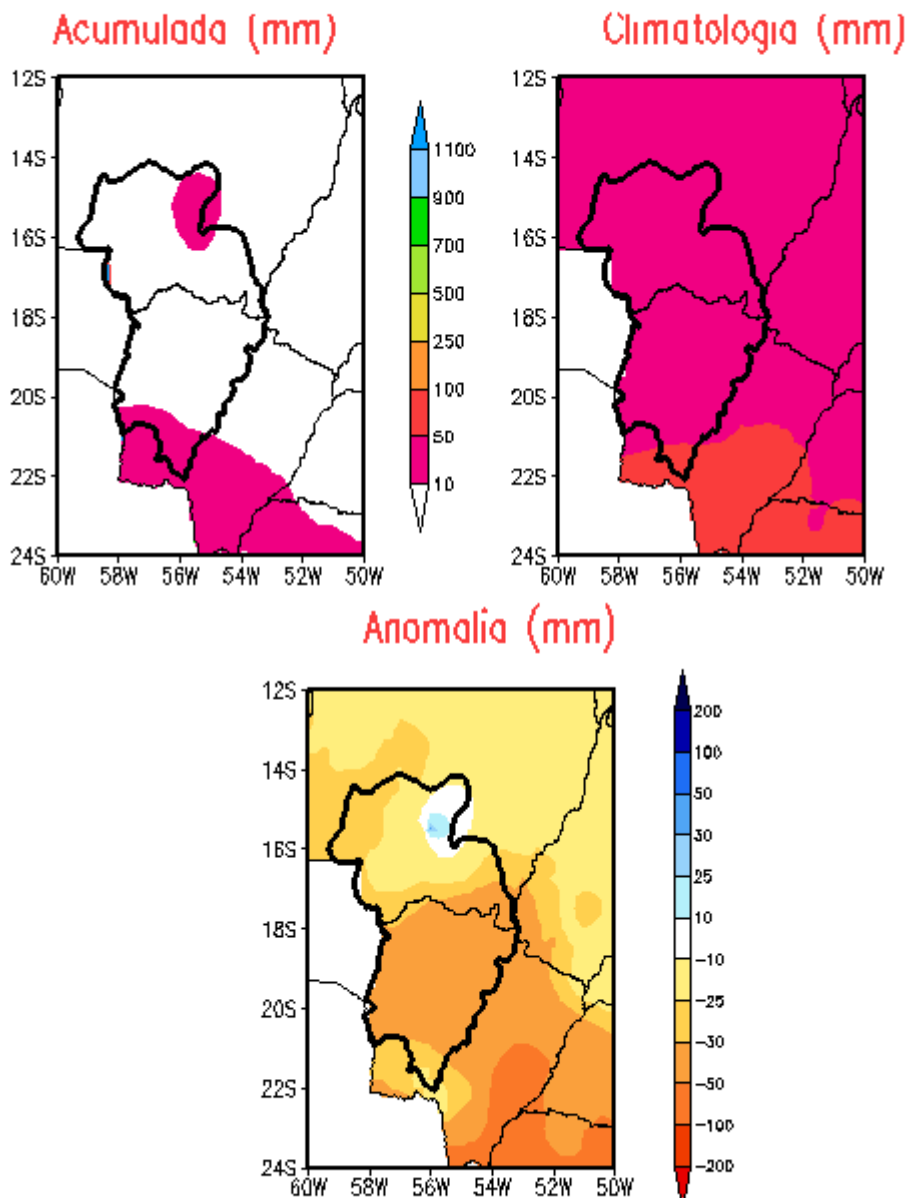 Acumulada (mm)
Climatologia (mm)
12S
14S
16S
18S
20S
22S
24S
60W 58W 56W 54W 52W 50W
1100
900
700
500
250
100
50
10
12S
14S
16S
18S
20S
22S
24S
60W 58W 56W 54W 52W 50W
Anomalia (mm)
12S
14S
16S
18S
20S
22S
24S
60W 58W 56W 54W 52W 50W
200
100
50
30
25
10
-10
-25
-30
-50
-100
-200